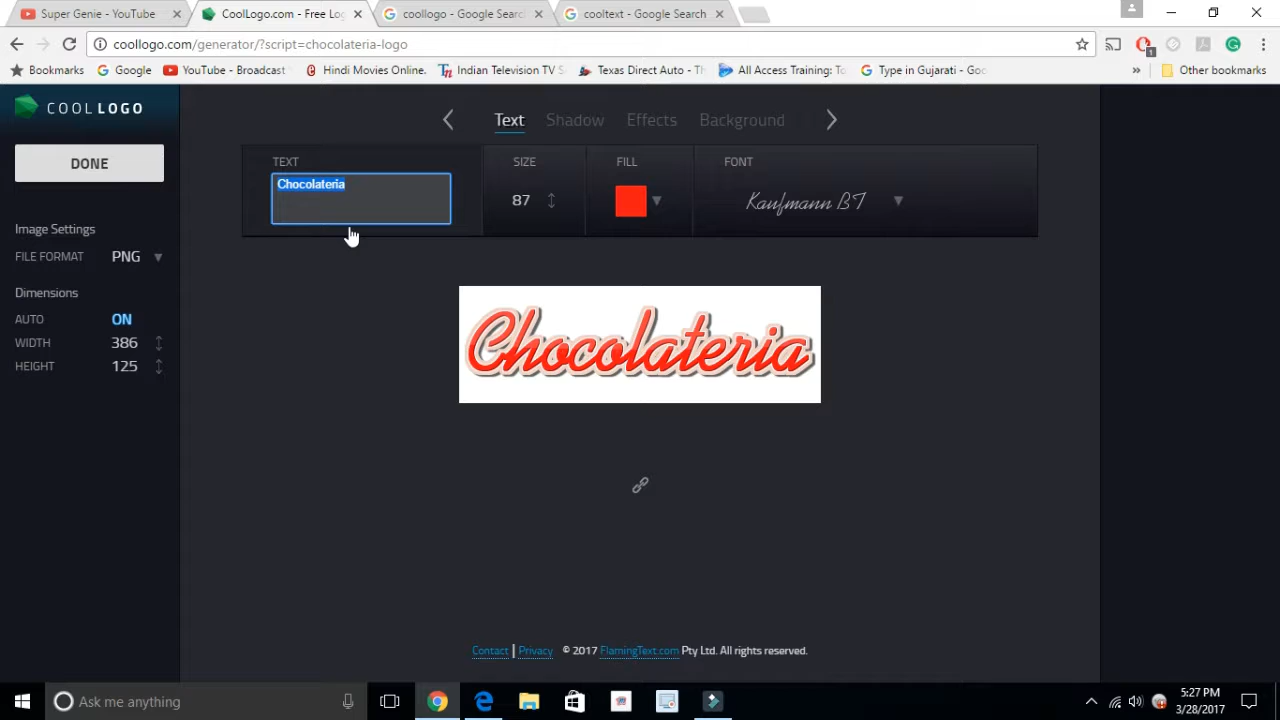 Super Genie - YouTube
CoolLogo.com - Free Lo
coollogo - Google Searc
cooltext - Google Search
coollogo.com/generator/?script=chocolateria-logo
Bookmarks
Google
YouTube - Broadcast
Hindi Movies Online.
Indian Television TV S
Texas Direct Auto - Th
All Access Traning: To
Type in Gujarati - Goo
»
Other bookmarks
COOLLOGO
Text
Shadow
Effects
Background
DONE
TEXT
SIZE
FILL
FONT
Chocolateria
87
Kaufmann BT
Image Settings
FILE FORMAT PNG
Dimensions
AUTO ON
WIDTH 386
HEIGHT 125
Chocolateria
Contact | Privacy © 2017 FlamingText.com Pty Ltd. All rights reserved.
Ask me anything
5:27 PM
3/28/2017